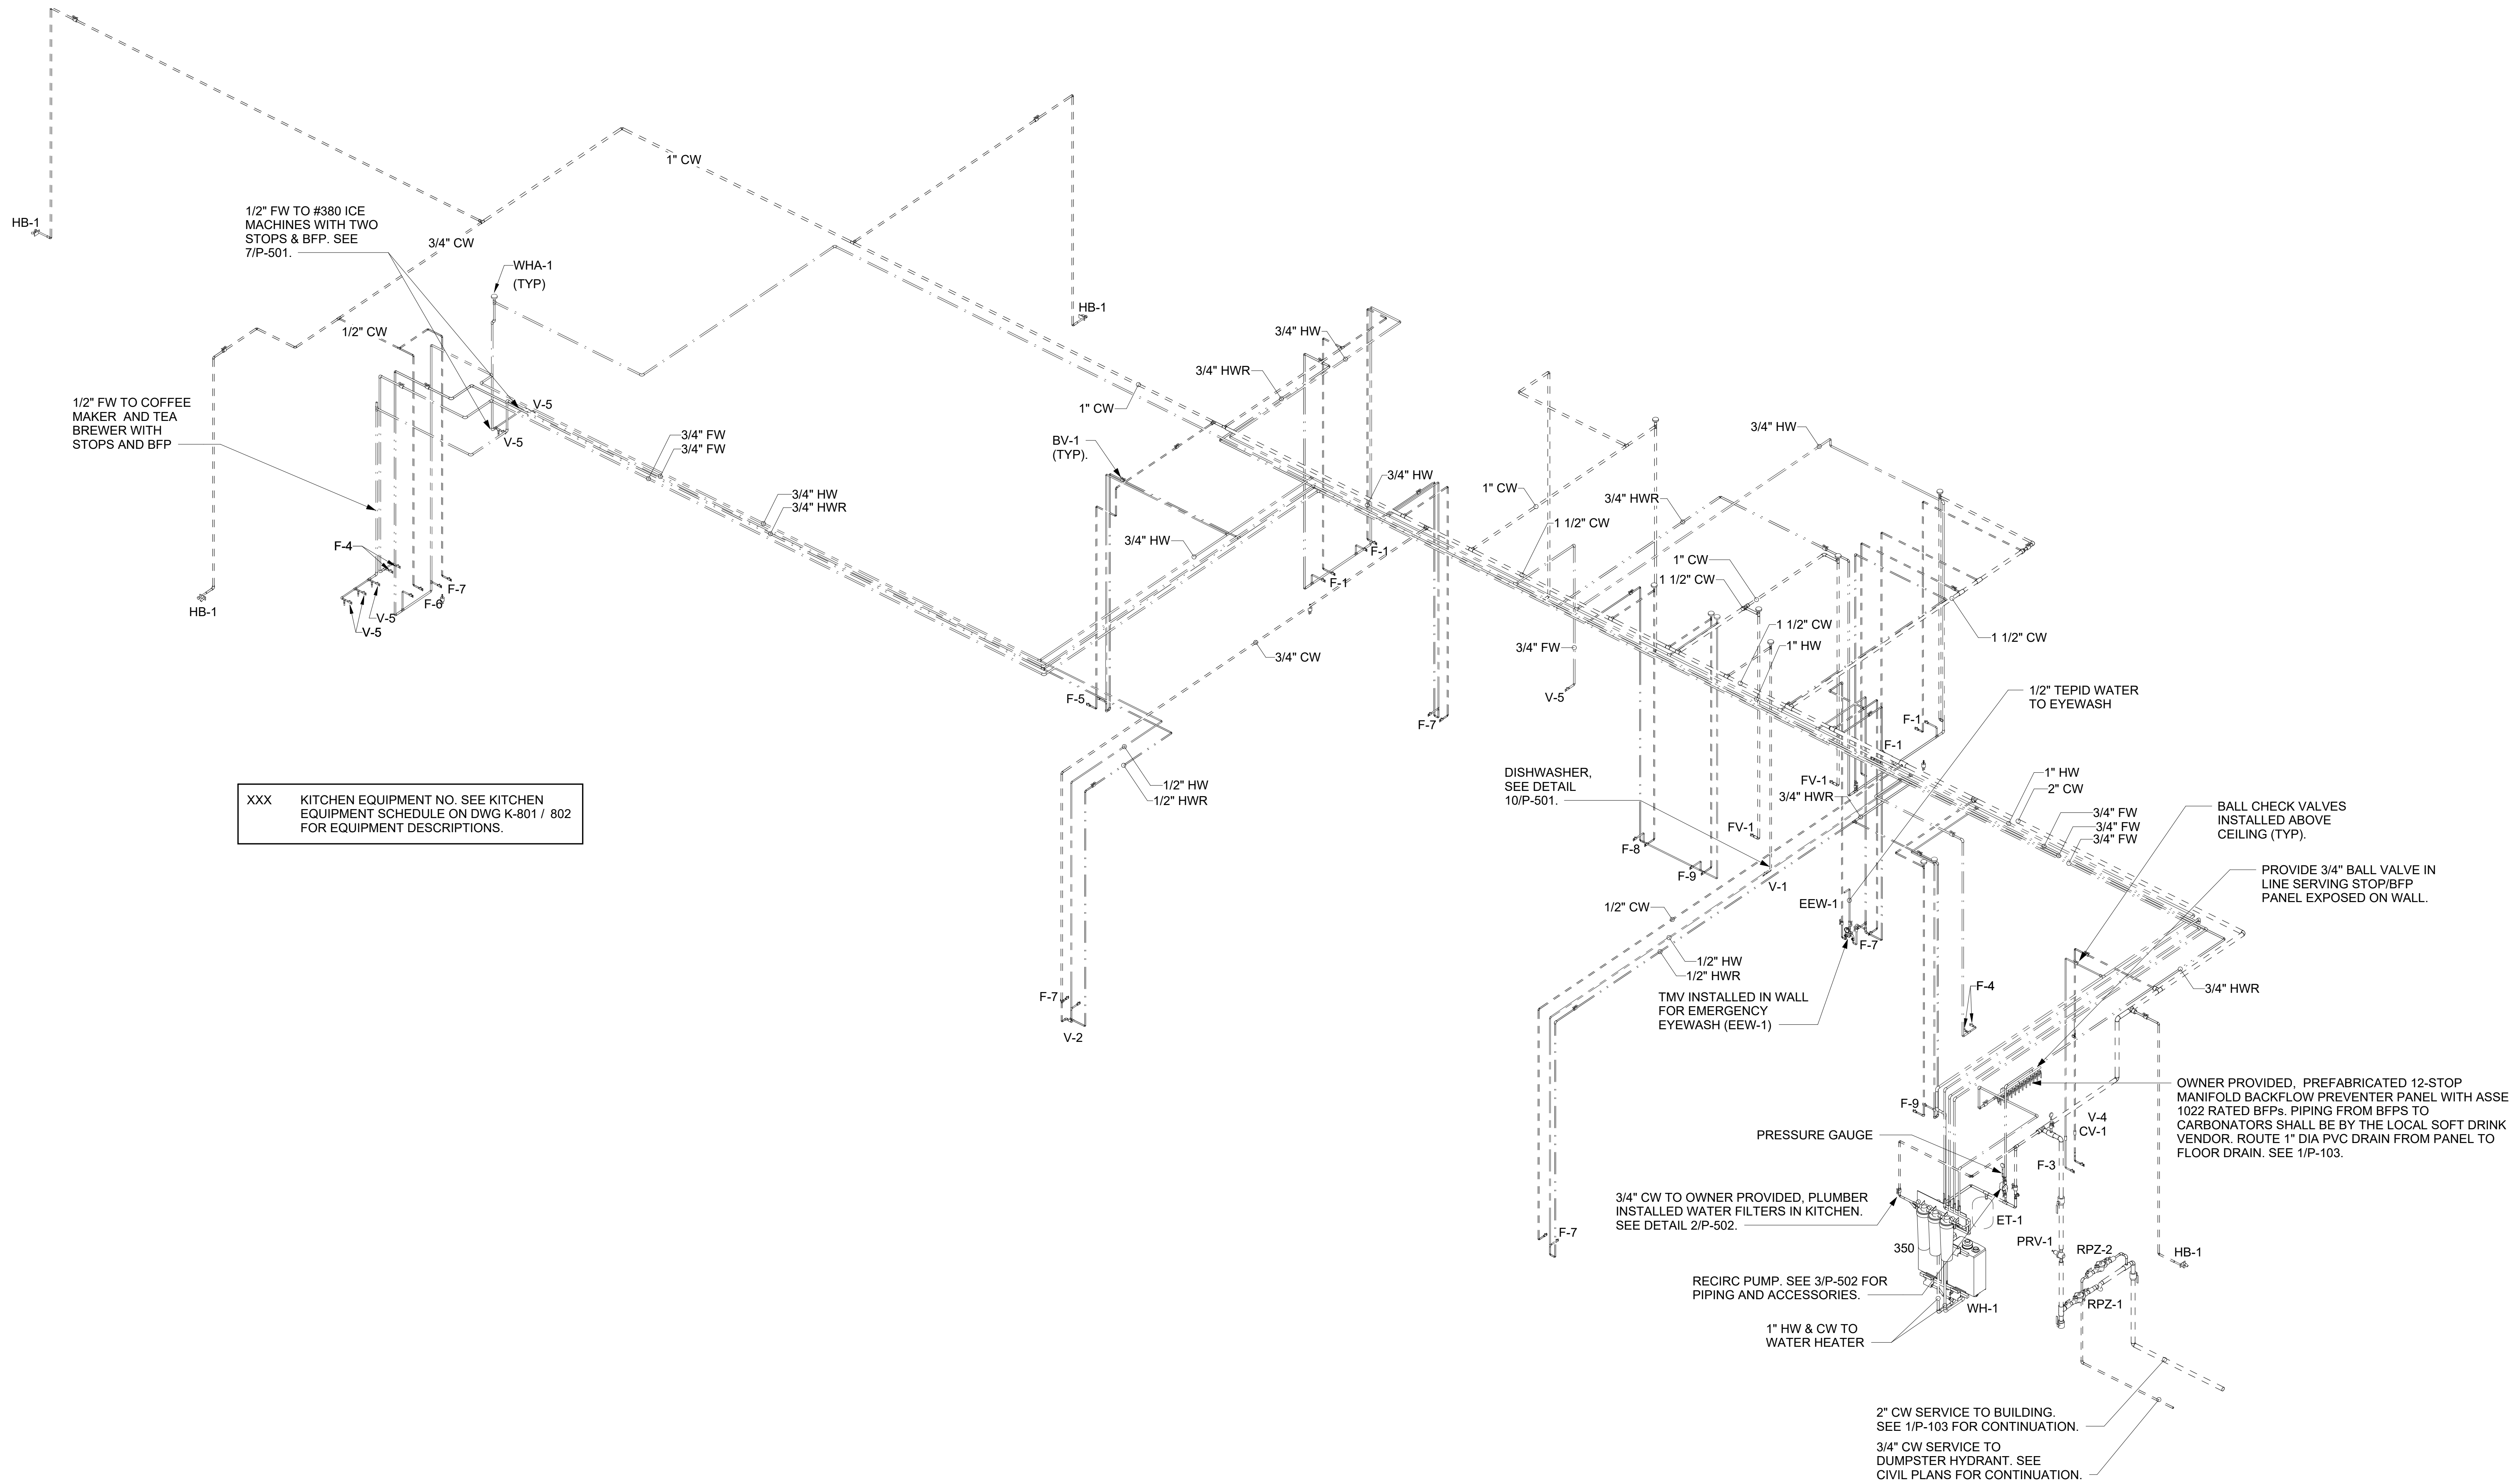 1" CW
HB-1
1/2" FW TO #380 ICE
MACHINES WITH TWO
STOPS & BFP. SEE
7/P-501.
3/4" CW
WHA-1
(TYP)
HB-1
1/2" CW
3/4" HW
3/4" HWR
1/2" FW TO COFFEE
MAKER AND TEA
BREWER WITH
STOPS AND BFP
V-5
V-5
1" CW
3/4" FW
3/4" FW
BV-1
(TYP).
3/4" HW
3/4" HW
3/4" HWR
3/4" HW
1" CW
3/4" HWR
1 1/2" CW
3/4" HW
F-4
F-7
F-6
V-5
V-5
HB-1
F-1
F-1
1" CW
1 1/2" CW
1 1/2" CW
1 1/2" CW
1" HW
3/4" FW
3/4" CW
V-5
F-5
F-7
F-1
F-1
1/2" TEPID WATER
TO EYEWASH
1/2" HW
1/2" HWR
DISHWASHER,
SEE DETAIL
10/P-501.
FV-1
3/4" HWR
FV-1
1" HW
2" CW
3/4" FW
3/4" FW
3/4" FW
BALL CHECK VALVES
INSTALLED ABOVE
CEILING (TYP).
XXX KITCHEN EQUIPMENT NO. SEE KITCHEN
EQUIPMENT SCHEDULE ON DWG K-801 / 802
FOR EQUIPMENT DESCRIPTIONS.
F-8
F-9
V-1
PROVIDE 3/4" BALL VALVE IN
LINE SERVING STOP/BFP
PANEL EXPOSED ON WALL.
1/2" CW
EEW-1
F-7
1/2" HW
1/2" HWR
F-7
V-2
TMV INSTALLED IN WALL
FOR EMERGENCY
EYEWASH (EEW-1)
F-4
3/4" HWR
F-9
V-4
CV-1
OWNER PROVIDED, PREFABRICATED 12-STOP
MANIFOLD BACKFLOW PREVENTER PANEL WITH ASSE
1022 RATED BFPs. PIPING FROM BFPS TO
CARBONATORS SHALL BE BY THE LOCAL SOFT DRINK
VENDOR. ROUTE 1" DIA PVC DRAIN FROM PANEL TO
FLOOR DRAIN. SEE 1/P-103.
PRESSURE GAUGE
F-3
3/4" CW TO OWNER PROVIDED, PLUMBER
INSTALLED WATER FILTERS IN KITCHEN.
SEE DETAIL 2/P-502.
F-7
ET-1
350
PRV-1
RPZ-2
HB-1
RECIRC PUMP. SEE 3/P-502 FOR
PIPING AND ACCESSORIES.
WH-1
RPZ-1
1" HW & CW TO
WATER HEATER
2" CW SERVICE TO BUILDING.
SEE 1/P-103 FOR CONTINUATION.
3/4" CW SERVICE TO
DUMPSTER HYDRANT. SEE
CIVIL PLANS FOR CONTINUATION.